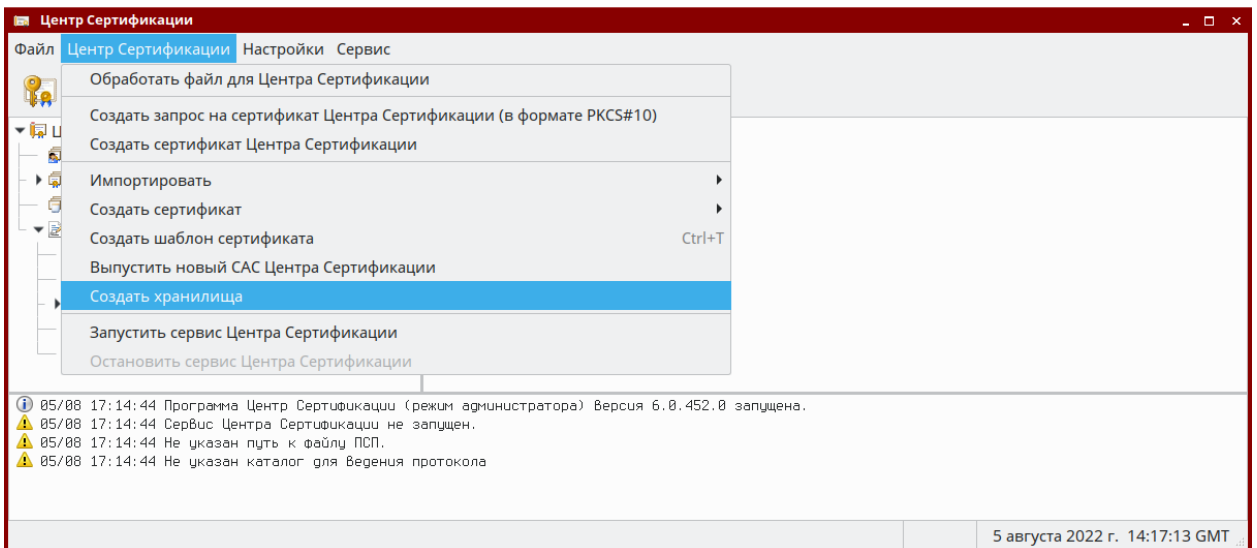 Центр Сертификации
Файл Центр Сертификации Настройки Сервис
Обработать файл для Центра Сертификации
Создать запрос на сертификат Центра Сертификации (в формате PKCS#10)
Ц
Создать сертификат Центра Сертификации
Импортировать
Создать сертификат
Создать шаблон сертификата Ctrl+T
Выпустить новый САС Центра Сертификации
Создать хранилища
Запустить сервис Центра Сертификации
Остановить сервис Центра Сертификации
05/08 17:14:44 Программа Центр Сертификации (режим администратора) Версия 6.0.452.0 запущена.
05/08 17:14:44 Сервис Центра Сертификации не запущен.
05/08 17:14:44 Не указан путь к файлу ПСП.
05/08 17:14:44 Не указан каталог для ведения протокола
5 августа 2022 г. 14:17:13 GMT